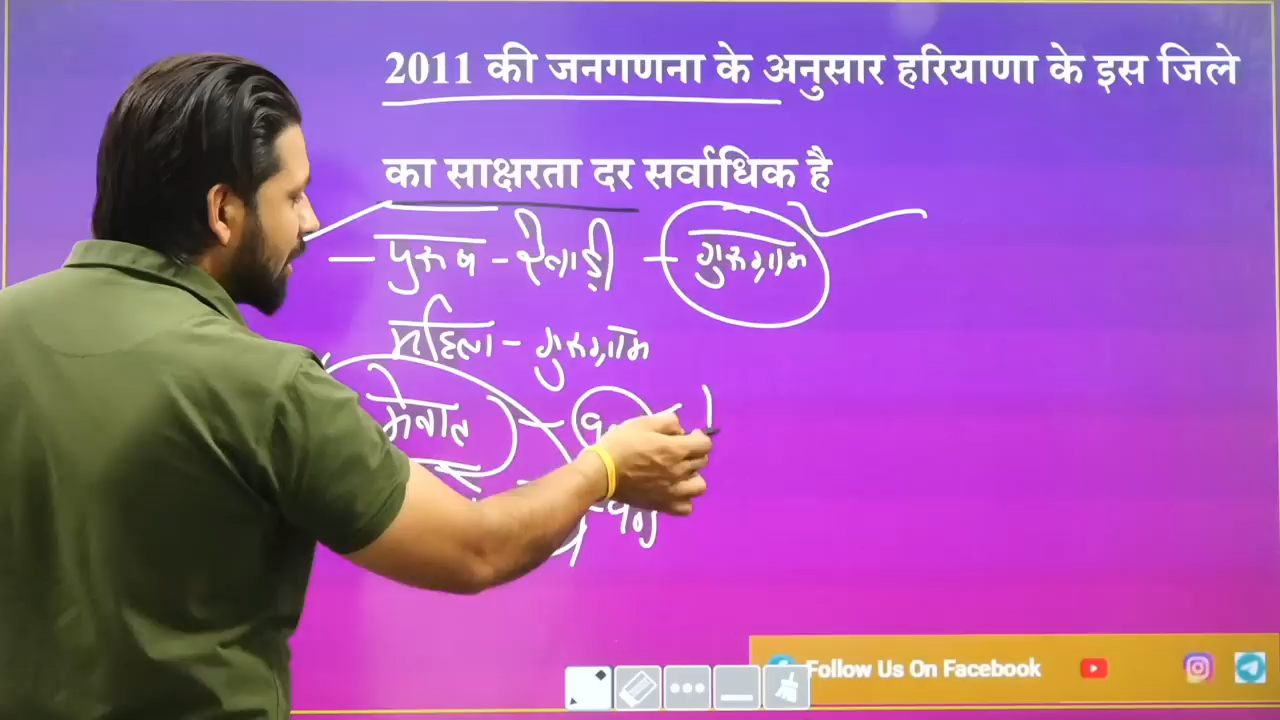 2011 की जनगणना के अनुसार हरियाणा के इस जिले
का साक्षरता दर सर्वाधिक है
पुरुष - रेवाड़ी - गुरुग्राम
महिला - गुरुग्राम
मेवात
Follow Us On Facebook